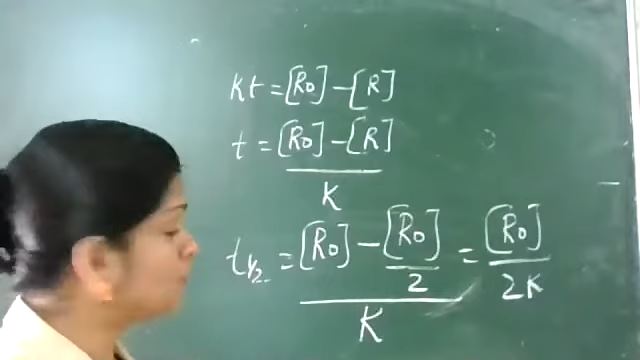 Kt = [R0] - [R]
t = [R0] - [R]
K
t1/2 = [R0] - [R0]/2 = [R0]/2K
K